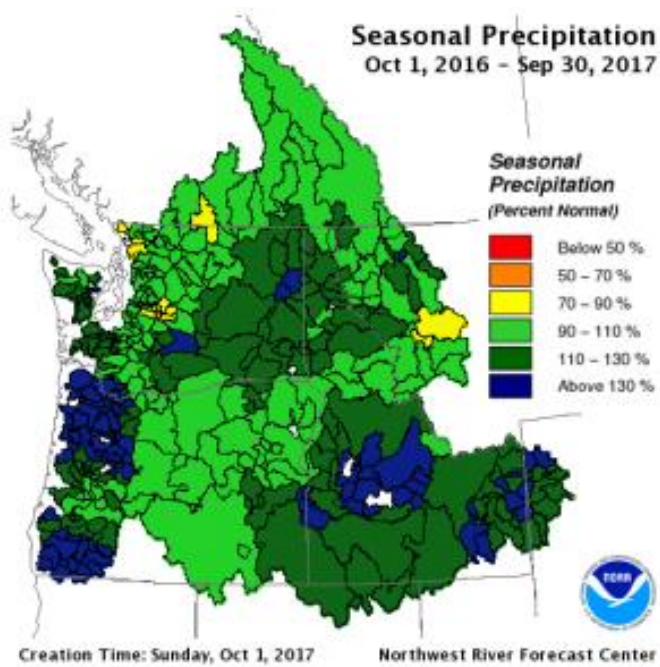 Seasonal Precipitation
Oct 1, 2016 - Sep 30, 2017
Seasonal
Precipitation
(Percent Normal)
Below 50 %
50 - 70 %
70 - 90 %
90 - 110 %
110 - 130 %
Above 130 %
NOAA
Creation Time: Sunday, Oct 1, 2017
Northwest River Forecast Center